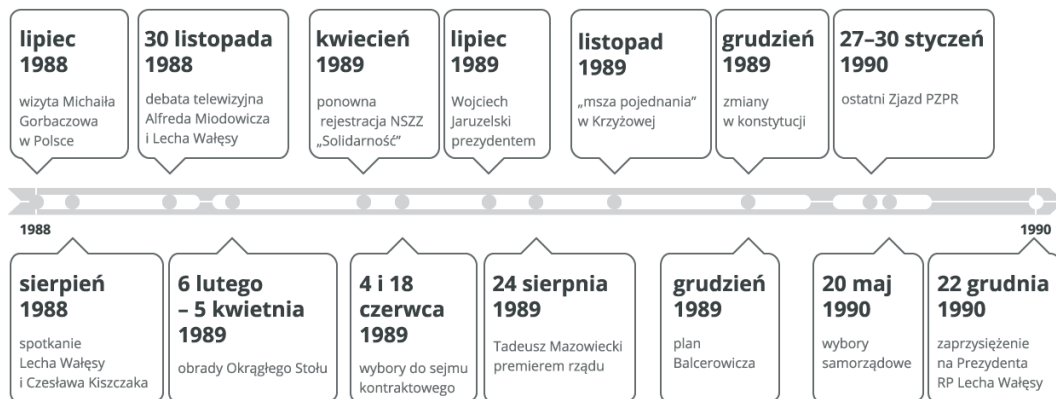 lipiec
1988
wizyta Michaiła
Gorbaczowa
w Polsce
30 listopada
1988
debata telewizyjna
Alfreda Miodowicza
i Lecha Wałęsy
kwiecień
1989
ponowna
rejestracja NSZZ
„Solidarność”
lipiec
1989
Wojciech
Jaruzelski
prezydentem
listopad
1989
„msza pojednania”
w Krzyżowej
grudzień
1989
zmiany
w konstytucji
27–30 styczeń
1990
ostatni Zjazd PZPR
1988
1990
sierpień
1988
spotkanie
Lecha Wałęsy
i Czesława Kiszczaka
6 lutego
– 5 kwietnia
1989
obrady Okrągłego Stołu
4 i 18
czerwca
1989
wybory do sejmu
kontraktowego
24 sierpnia
1989
Tadeusz Mazowiecki
premierem rządu
grudzień
1989
plan
Balcerowicza
20 maj
1990
wybory
samorządowe
22 grudnia
1990
zaprzysiężenie
na Prezydenta
RP Lecha Wałęsy